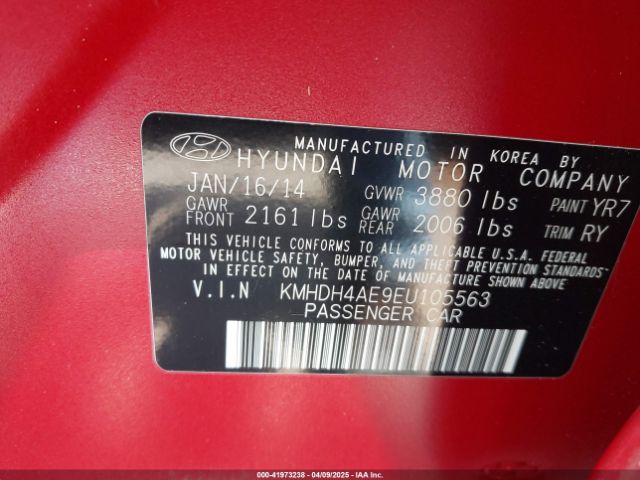 MANUFACTURED IN KOREA BY
HYUNDAI MOTOR COMPANY
JAN/16/14 GVWR 3880 lbs PAINT YR7
GAWR FRONT 2161 lbs GAWR REAR 2006 lbs TRIM RY
THIS VEHICLE CONFORMS TO ALL APPLICABLE U.S.A. FEDERAL
MOTOR VEHICLE SAFETY, BUMPER, AND THEFT PREVENTION STANDARDS
IN EFFECT ON THE DATE OF MANUFACTURE SHOWN ABOVE
V.I.N KMHDH4AE9EU105563
PASSENGER CAR
000-41973238 - 04/09/2025 - IAA, Inc.